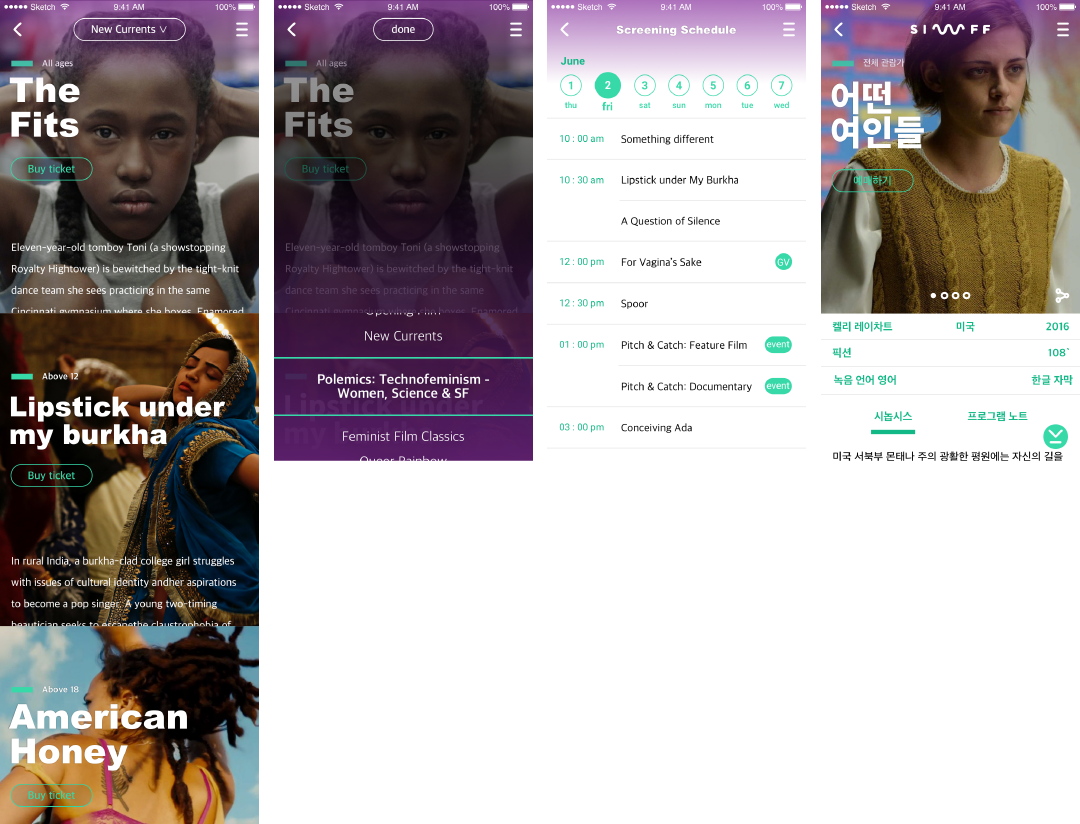 Sketch 9:41 AM 100%
New Currents
All ages
The
Fits
Buy ticket
Eleven-year-old tomboy Toni (a showstopping
Royalty Hightower) is bewitched by the tight-knit
dance team she sees practicing in the same
Cincinnati gymnasium where she boxes. Enamored
Above 12
Lipstick under
my burkha
Buy ticket
In rural India, a burkha-clad college girl struggles
with issues of cultural identity andher aspirations
to become a pop singer. A young two-timing
beautician seeks to escapethe claustrophobia of
Above 18
American
Honey
Buy ticket
Sketch 9:41 AM 100%
done
All ages
The
Fits
Buy ticket
Eleven-year-old tomboy Toni (a showstopping
Royalty Hightower) is bewitched by the tight-knit
dance team she sees practicing in the same
Cincinnati gymnasium where she boxes. Enamored
Opening Film
New Currents
Polemics: Technofeminism -
Women, Science & SF
Feminist Film Classics
Queer Rainbow
Sketch 9:41 AM 100%
Screening Schedule
June
1 2 3 4 5 6 7
thu fri sat sun mon tue wed
10 : 00 am Something different
10 : 30 am Lipstick under My Burkha
A Question of Silence
12 : 00 pm For Vagina's Sake GV
12 : 30 pm Spoor
01 : 00 pm Pitch & Catch: Feature Film event
Pitch & Catch: Documentary event
03 : 00 pm Conceiving Ada
Sketch 9:41 AM 100%
SIWFF
전체 관람가
어떤
여인들
예매하기
켈리 레이차트 미국 2016
픽션 108`
녹음 언어 영어 한글 자막
시놉시스 프로그램 노트
미국 서북부 몬태나 주의 광활한 평원에는 자신의 길을